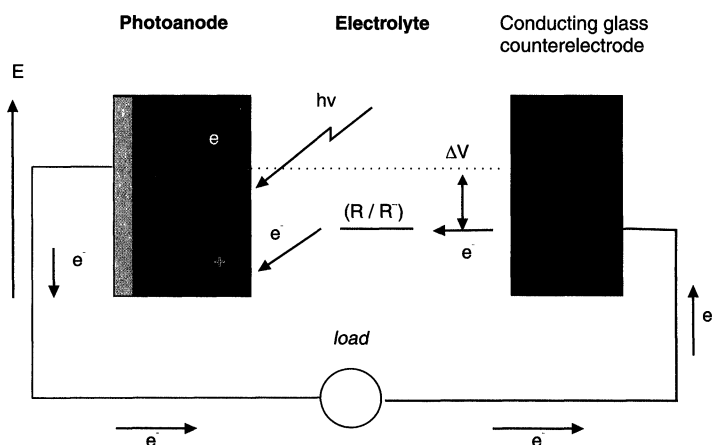 Photoanode
Electrolyte
Conducting glass
counterelectrode
E
hν
e
ΔV
(R / R⁻)
e⁻
e⁻
+
e⁻
e
load
e⁻
e⁻